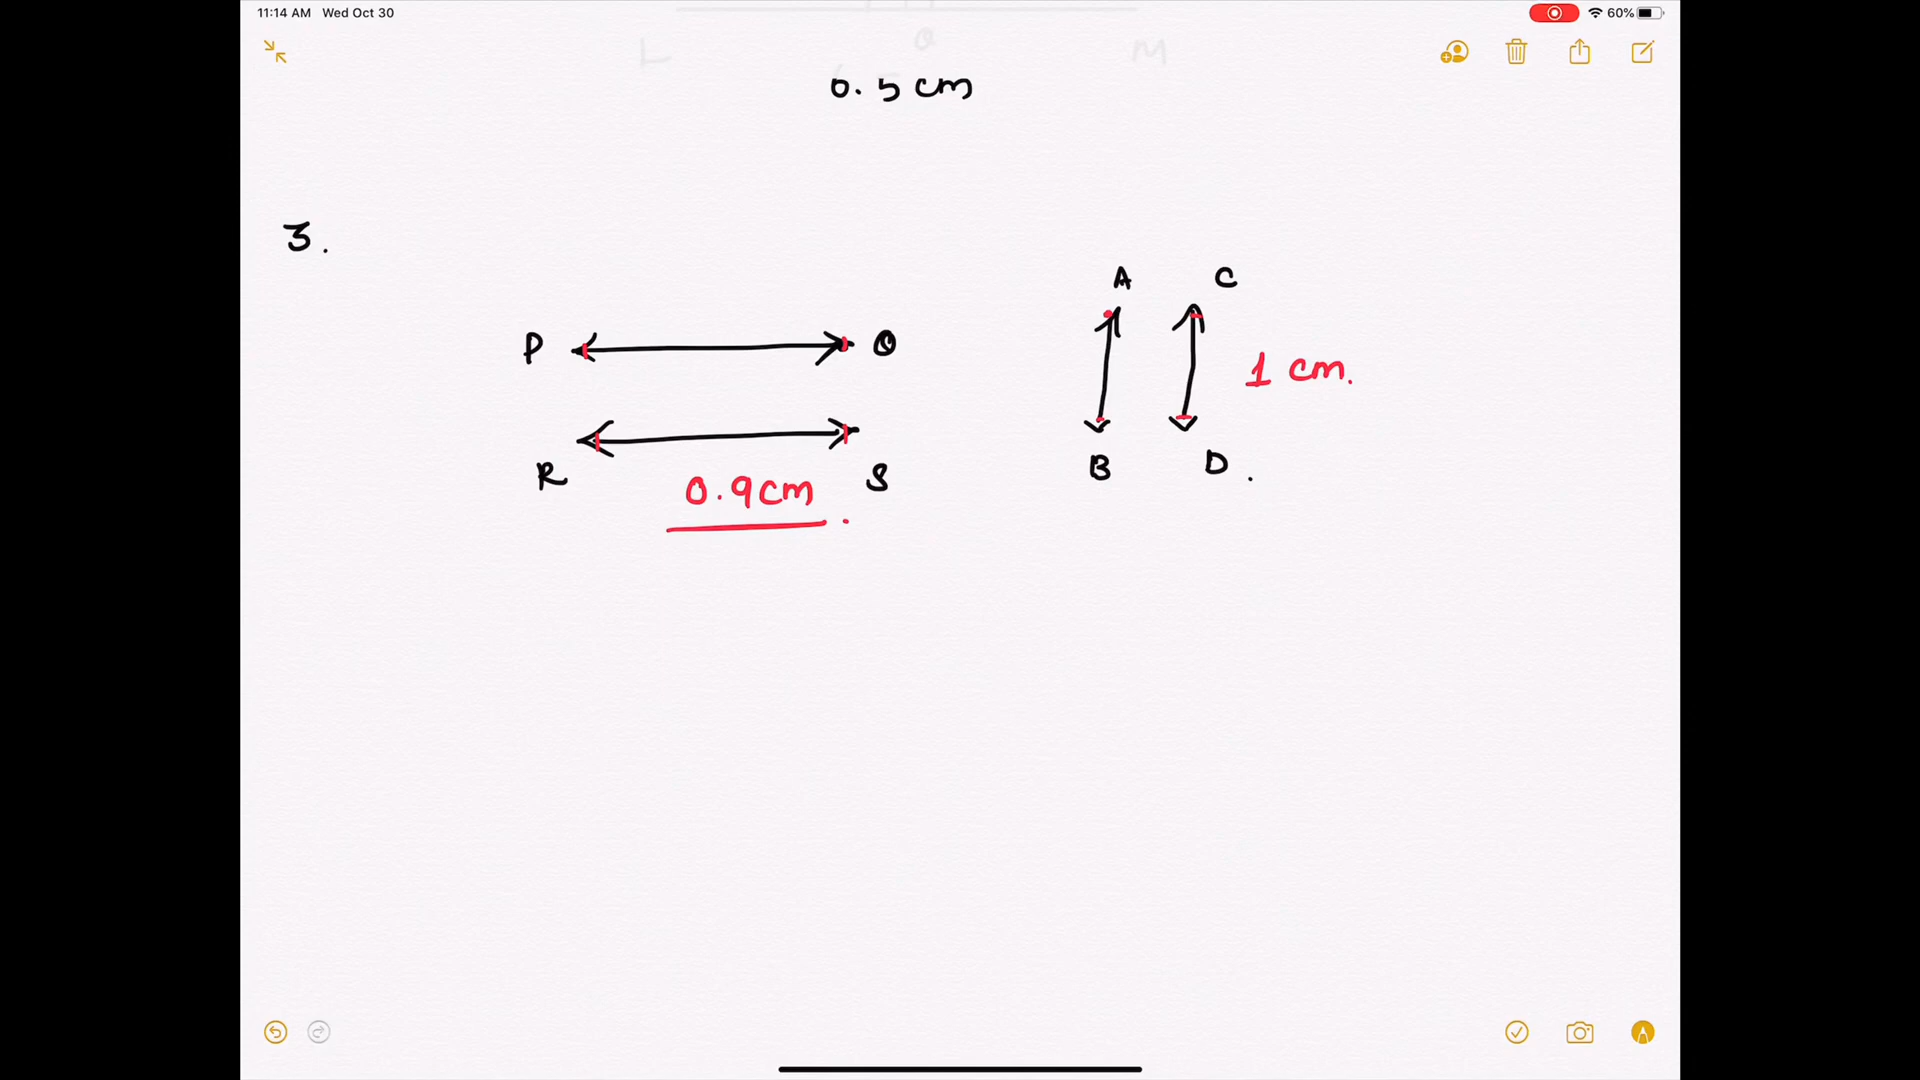 11:14 AM Wed Oct 30
60%
L O M
0.5 cm
3.
A C
P Q
1 cm.
R S
B D.
0.9cm.